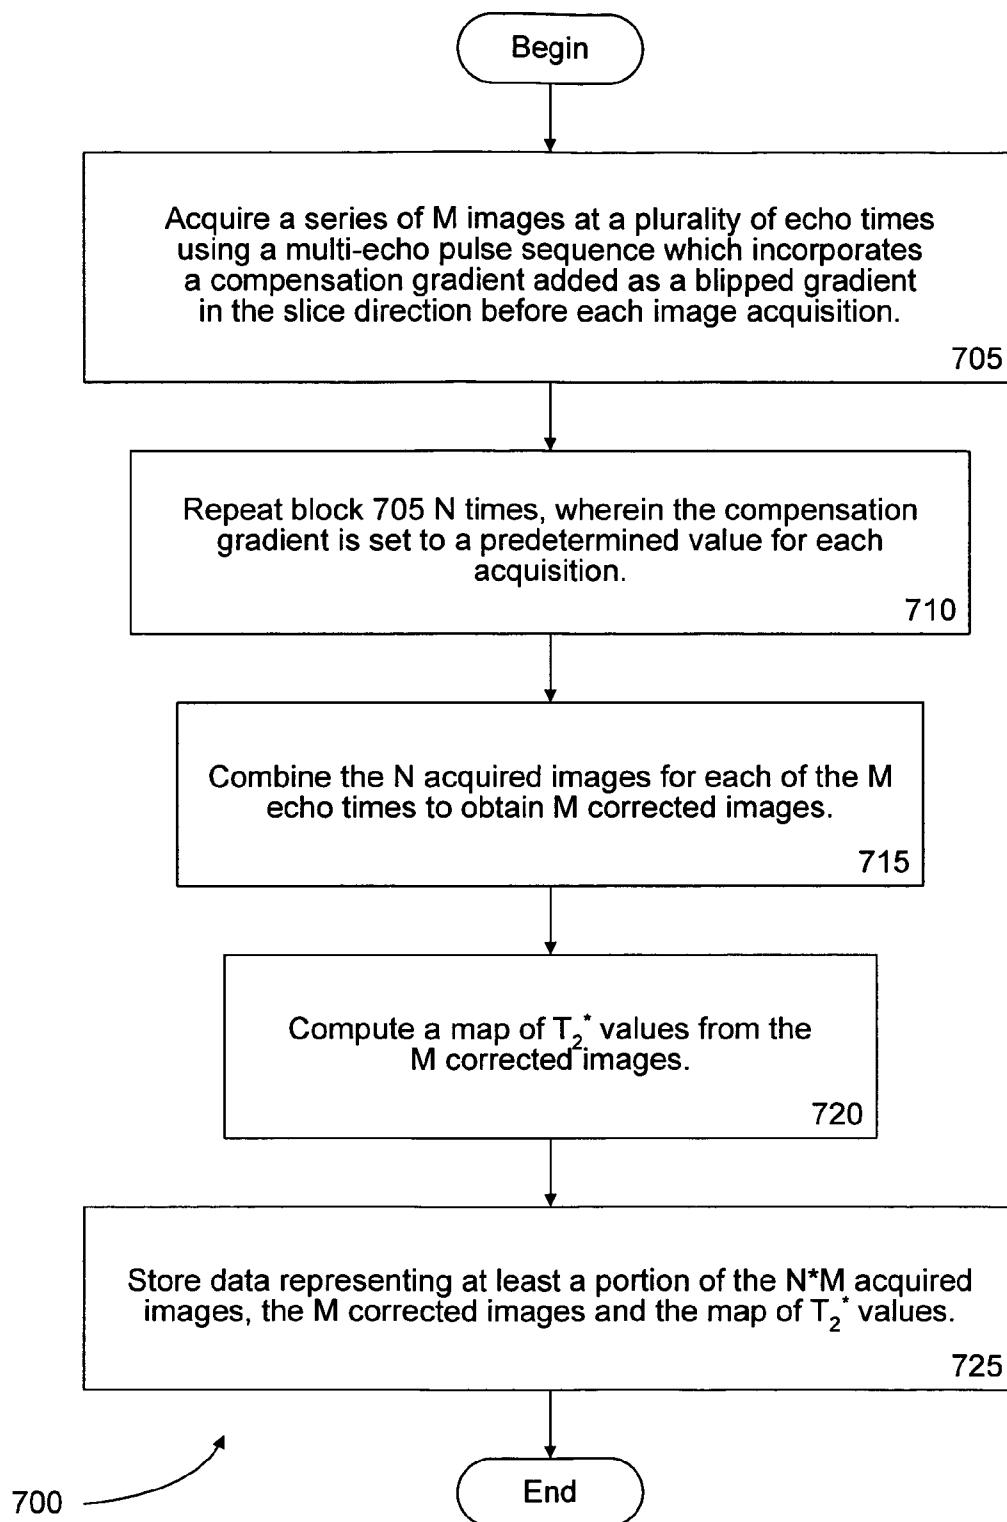 Begin
Acquire a series of M images at a plurality of echo times
using a multi-echo pulse sequence which incorporates
a compensation gradient added as a blipped gradient
in the slice direction before each image acquisition.
705
Repeat block 705 N times, wherein the compensation
gradient is set to a predetermined value for each
acquisition.
710
Combine the N acquired images for each of the M
echo times to obtain M corrected images.
715
Compute a map of T₂* values from the
M corrected images.
720
Store data representing at least a portion of the N*M acquired
images, the M corrected images and the map of T₂* values.
725
700
End